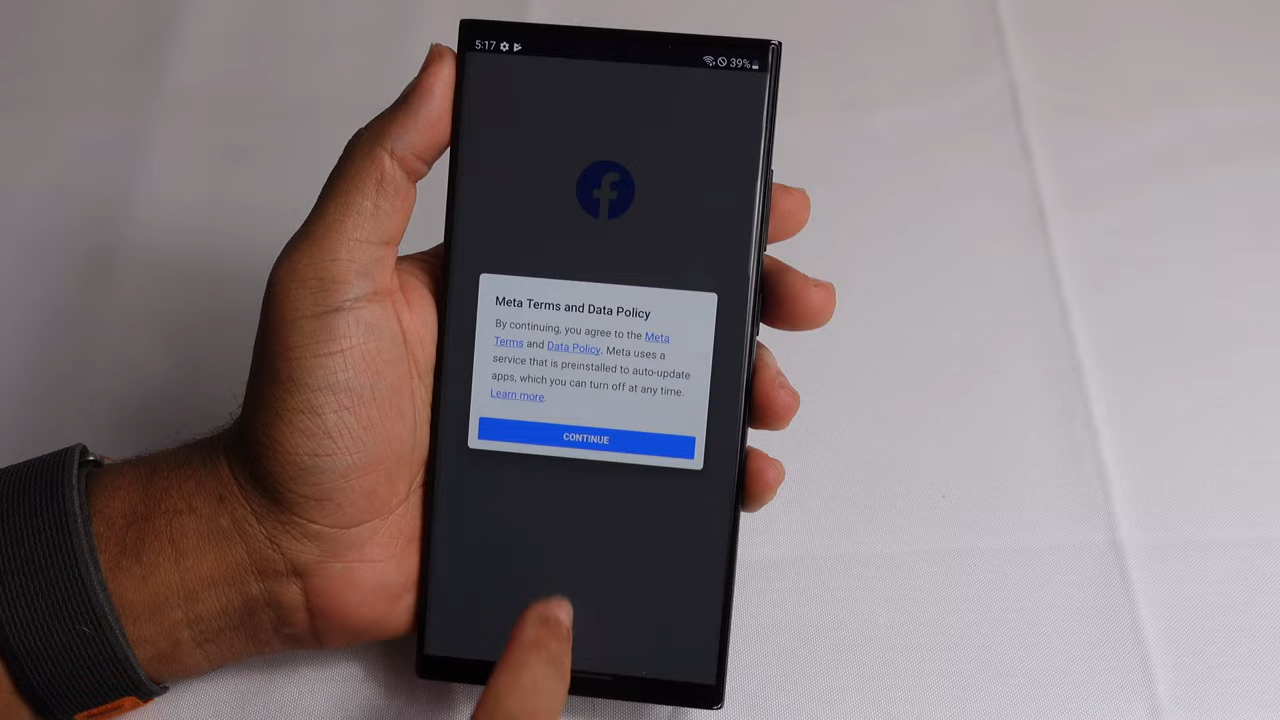 5:17
39%
Meta Terms and Data Policy
By continuing, you agree to the Meta
Terms and Data Policy. Meta uses a
service that is preinstalled to auto-update
apps, which you can turn off at any time.
Learn more.
CONTINUE